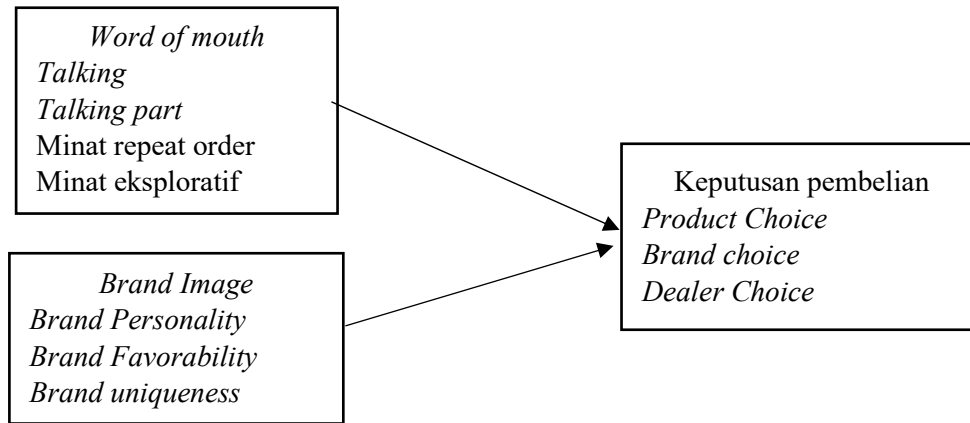 Word of mouth
Talking
Talking part
Minat repeat order
Minat eksploratif
Keputusan pembelian
Product Choice
Brand choice
Dealer Choice
Brand Image
Brand Personality
Brand Favorability
Brand uniqueness